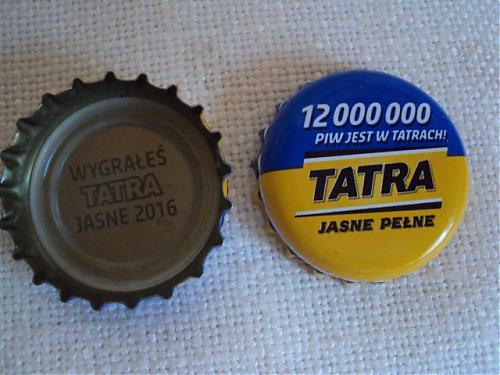 WYGRAŁEŚ
TATRA
JASNE 2016
12 000 000
PIW JEST W TATRACH!
TATRA
JASNE PEŁNE